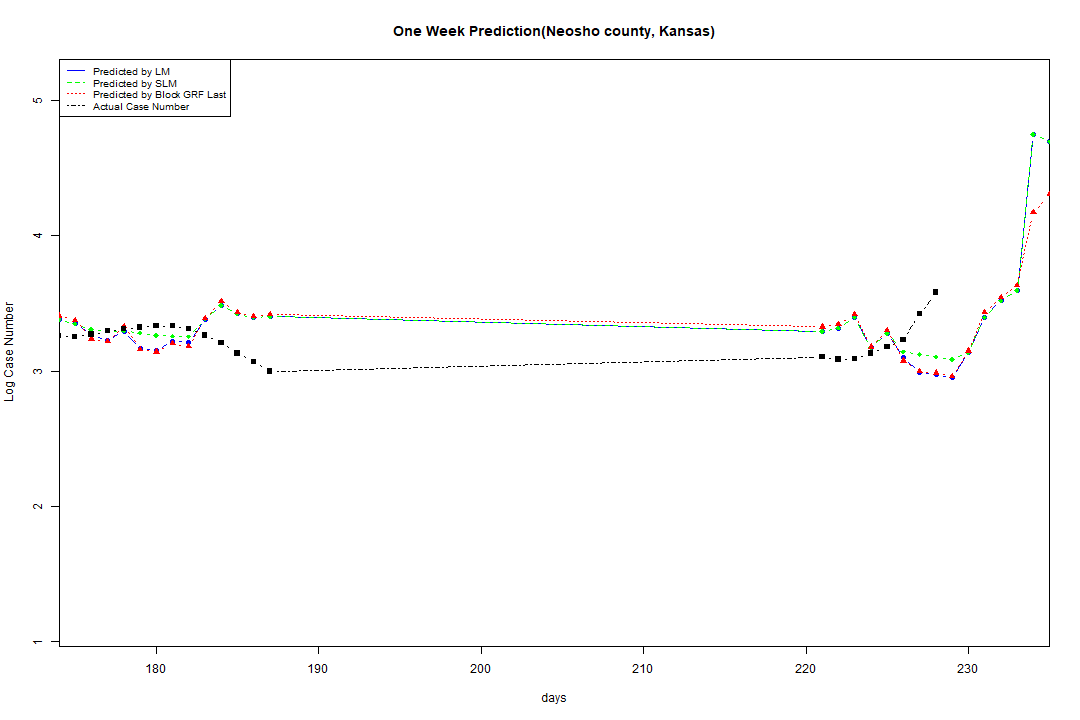 One Week Prediction(Neosho county, Kansas)
Predicted by LM
Predicted by SLM
Predicted by Block GRF Last
Actual Case Number
5
4
3
2
1
Log Case Number
180 190 200 210 220 230
days